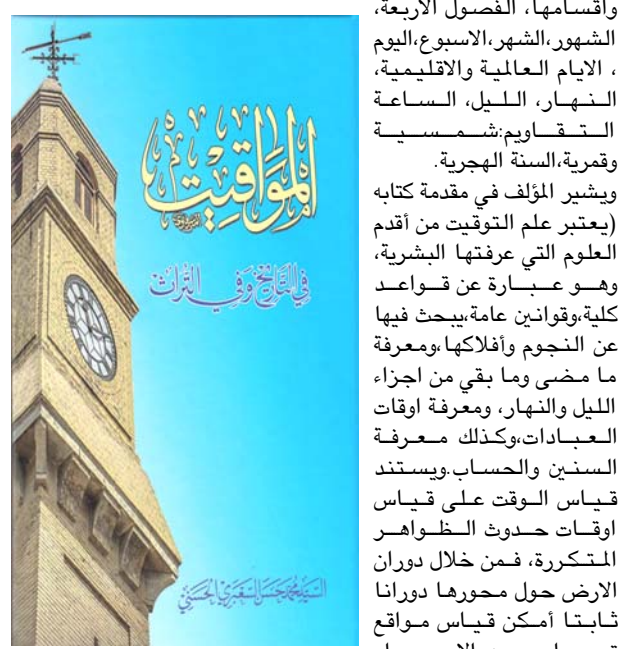 وأقسامها، الفصول الاربعة،
الشهور،الشهر،الاسبوع،اليوم
، الايام العالمية والاقليمية،
النهار، الليل، الساعة
التقاويم:شمسية
وقمرية،السنة الهجرية.
ويشير المؤلف في مقدمة كتابه
(يعتبر علم التوقيت من أقدم
العلوم التي عرفتها البشرية،
وهو عبارة عن قواعد
كلية،وقوانين عامة،يبحث فيها
عن النجوم وأفلاكها،ومعرفة
ما مضى وما بقي من اجزاء
الليل والنهار، ومعرفة اوقات
العبادات،وكذلك معرفة
السنين والحساب.ويستند
قياس الوقت على قياس
اوقات حدوث الظواهر
المتكررة، فمن خلال دوران
الارض حول محورها دورانا
ثابتا أمكن قياس مواقع
المواقيت
في التاريخ وفي التراث
السيد محمد حسن السغبري الحسني